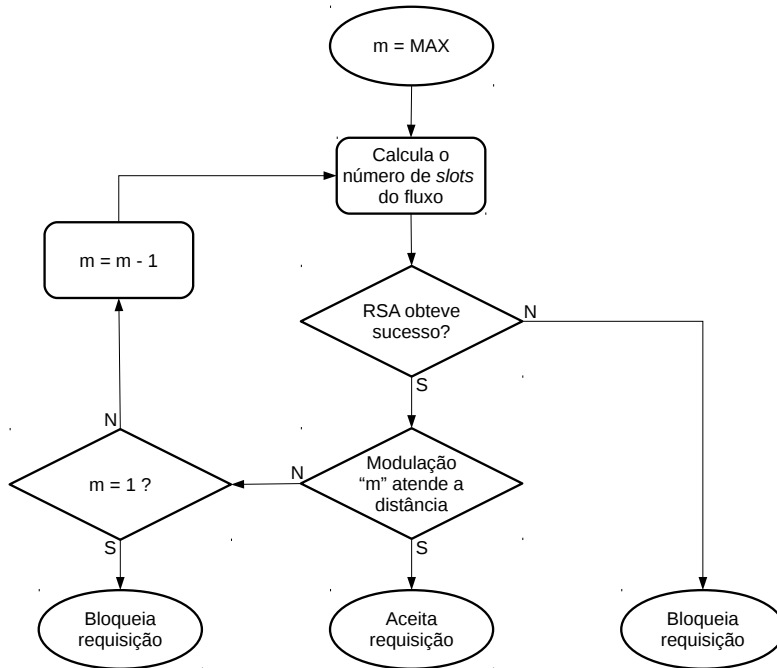 m = MAX
Calcula o
número de slots
do fluxo
m = m - 1
RSA obteve
sucesso?
N
S
N
Modulação
“m” atende a
distância
N
m = 1 ?
S
S
Bloqueia
requisição
Aceita
requisição
Bloqueia
requisição